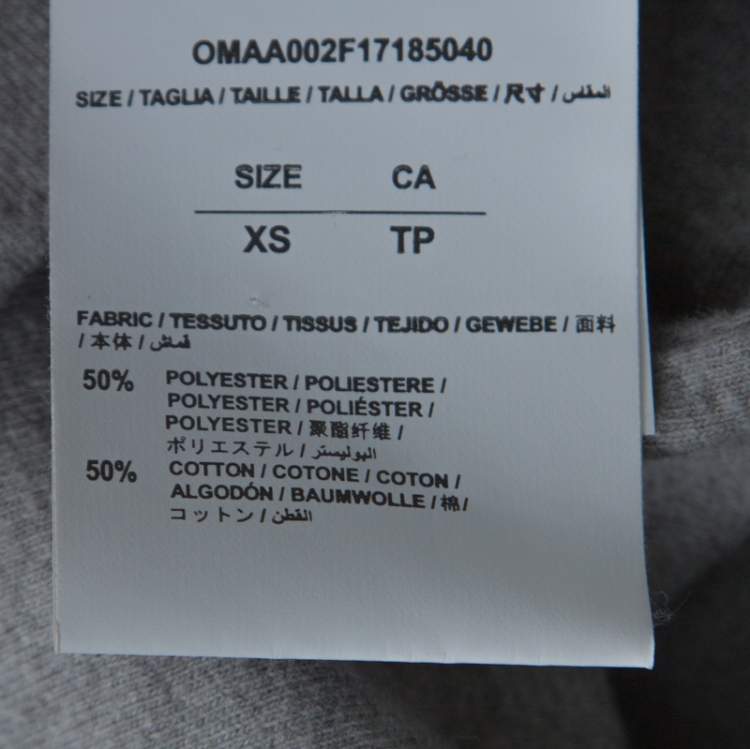 OMAA002F17185040
SIZE / TAGLIA / TAILLE / TALLA / GRÖSSE / 尺寸 / المقاس
SIZE CA
XS TP
FABRIC / TESSUTO / TISSUS / TEJIDO / GEWEBE / 面料
/ 本体 / قماش
50% POLYESTER / POLIESTERE /
POLYESTER / POLIÉSTER /
POLYESTER / 聚酯纤维 /
ポリエステル / البوليستر
50% COTTON / COTONE / COTON /
ALGODÓN / BAUMWOLLE / 棉/
コットン / القطن